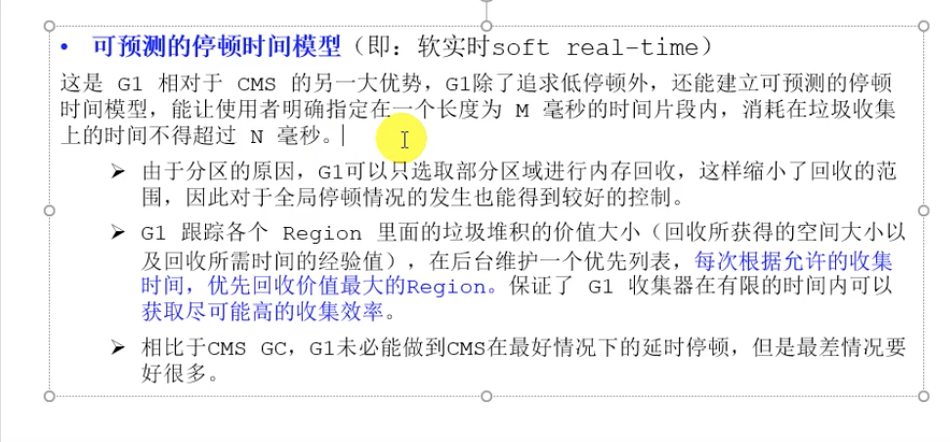 • 可预测的停顿时间模型（即：软实时soft real-time）
这是 G1 相对于 CMS 的另一大优势，G1除了追求低停顿外，还能建立可预测的停顿
时间模型，能让使用者明确指定在一个长度为 M 毫秒的时间片段内，消耗在垃圾收集
上的时间不得超过 N 毫秒。
➢ 由于分区的原因，G1可以只选取部分区域进行内存回收，这样缩小了回收的范
围，因此对于全局停顿情况的发生也能得到较好的控制。
➢ G1 跟踪各个 Region 里面的垃圾堆积的价值大小（回收所获得的空间大小以
及回收所需时间的经验值），在后台维护一个优先列表，每次根据允许的收集
时间，优先回收价值最大的Region。保证了 G1 收集器在有限的时间内可以
获取尽可能高的收集效率。
➢ 相比于CMS GC，G1未必能做到CMS在最好情况下的延时停顿，但是最差情况要
好很多。